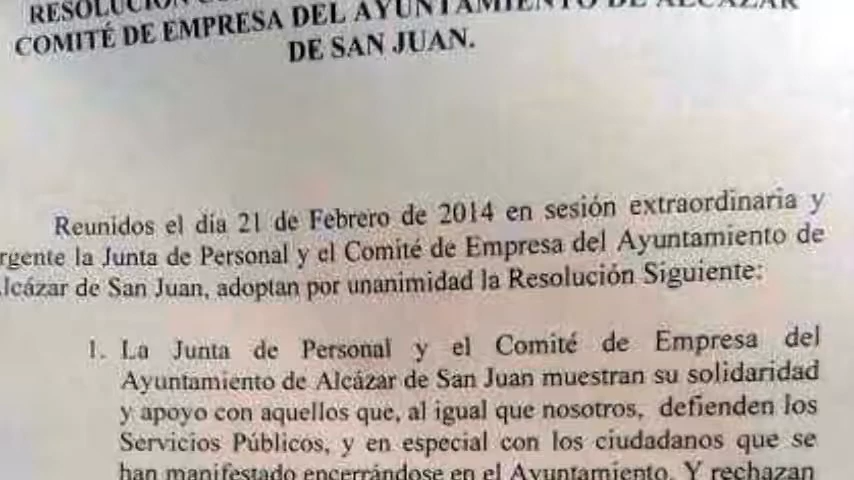 RESOLUCIÓN
COMITÉ DE EMPRESA DEL AYUNTAMIENTO DE ALCÁZAR
DE SAN JUAN.
Reunidos el día 21 de Febrero de 2014 en sesión extraordinaria y
rgente la Junta de Personal y el Comité de Empresa del Ayuntamiento de
lcázar de San Juan, adoptan por unanimidad la Resolución Siguiente:
1. La Junta de Personal y el Comité de Empresa del
Ayuntamiento de Alcázar de San Juan muestran su solidaridad
y apoyo con aquellos que, al igual que nosotros, defienden los
Servicios Públicos, y en especial con los ciudadanos que se
han manifestado encerrándose en el Ayuntamiento. Y rechazan